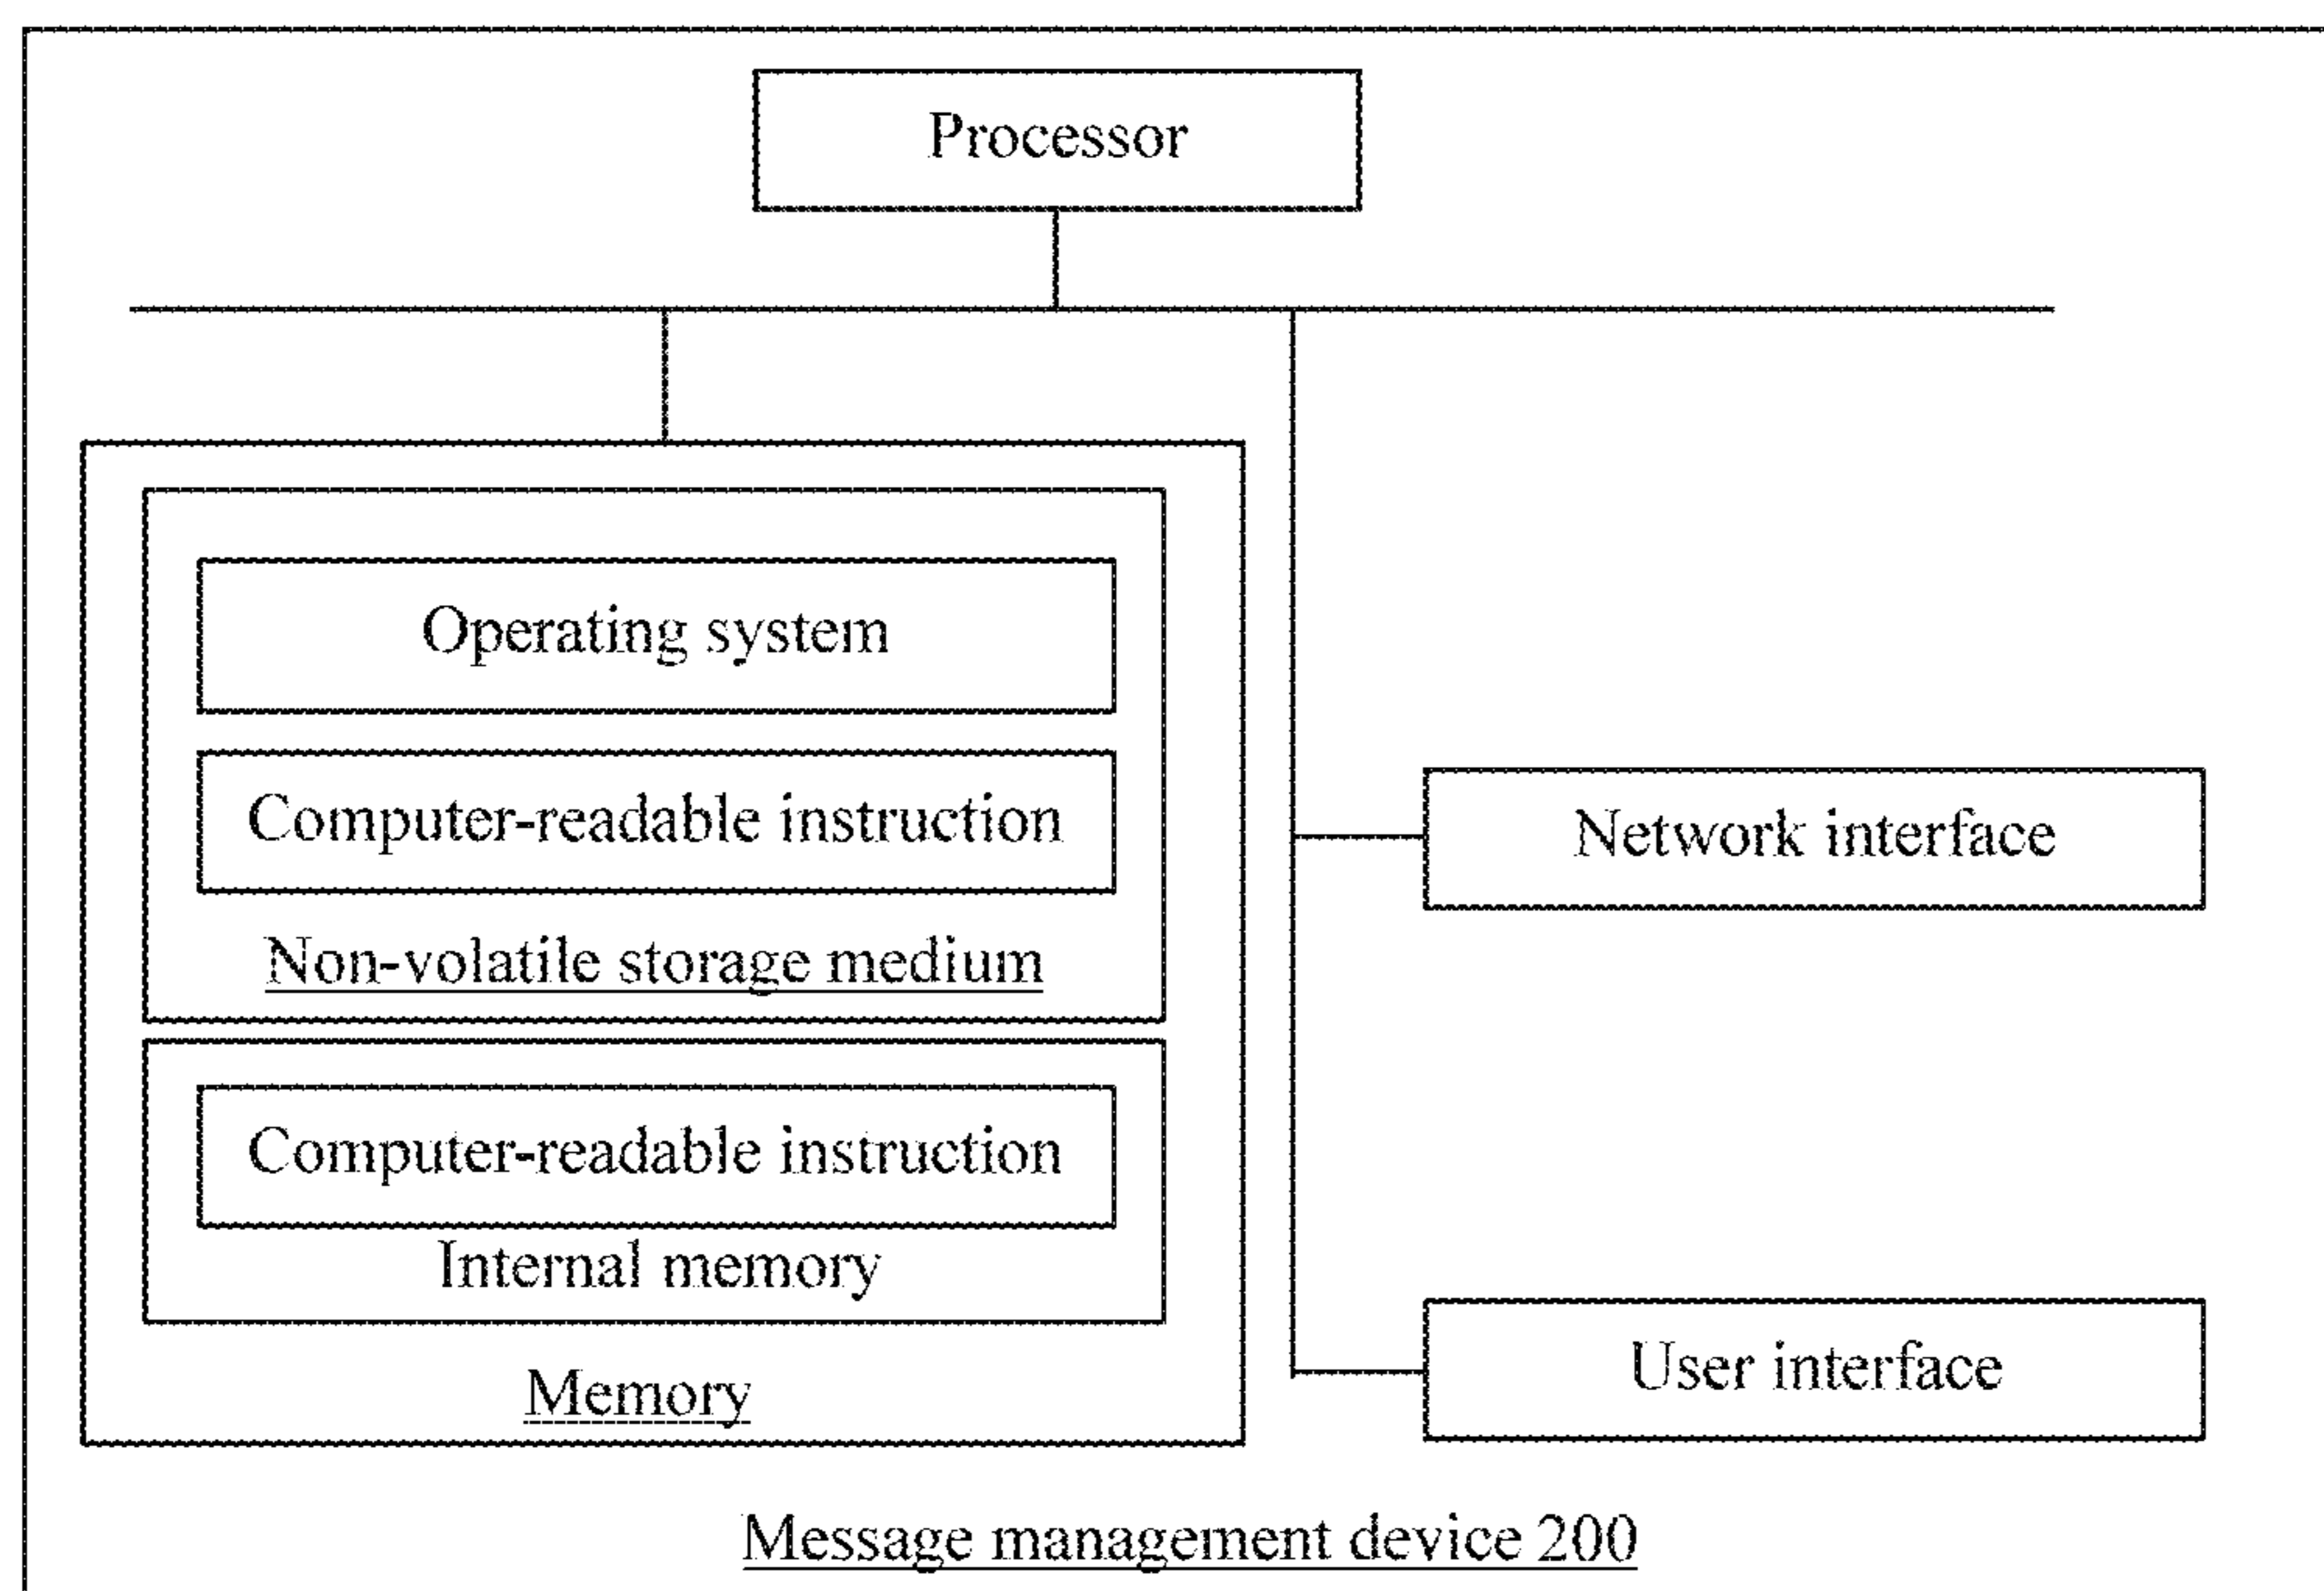 Processor
Operating system
Computer-readable instruction
Non-volatile storage medium
Computer-readable instruction
Internal memory
Memory
Network interface
User interface
Message management device 200